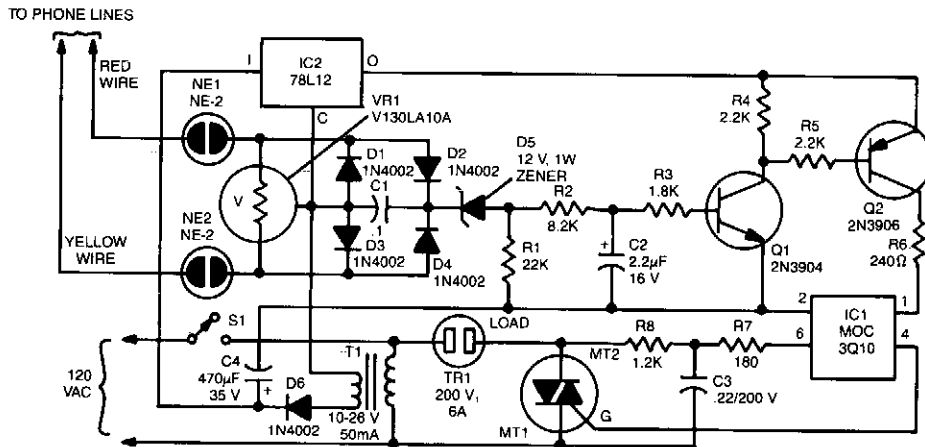 TO PHONE LINES
RED
WIRE
NE1
NE-2
I
IC2
78L12
O
C
VR1
V130LA10A
D1
1N4002
D2
1N4002
D5
12 V, 1W
ZENER
R4
2.2K
R5
2.2K
C1
.1
R2
8.2K
R3
1.8K
V
NE2
NE-2
YELLOW
WIRE
D3
1N4002
D4
1N4002
R1
22K
+
C2
2.2µF
16 V
Q1
2N3904
Q2
2N3906
R6
240Ω
S1
120
VAC
C4
470µF
35 V
+
D6
1N4002
T1
10-26 V
50mA
LOAD
TR1
200 V,
6A
MT2
MT1
G
R8
1.2K
R7
180
C3
.22/200 V
2
1
6
4
IC1
MOC
3Q10